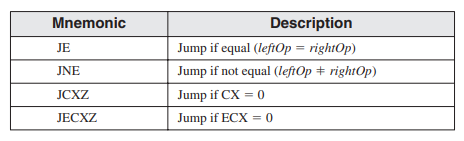 Mnemonic Description
JE Jump if equal (leftOp = rightOp)
JNE Jump if not equal (leftOp ≠ rightOp)
JCXZ Jump if CX = 0
JECXZ Jump if ECX = 0